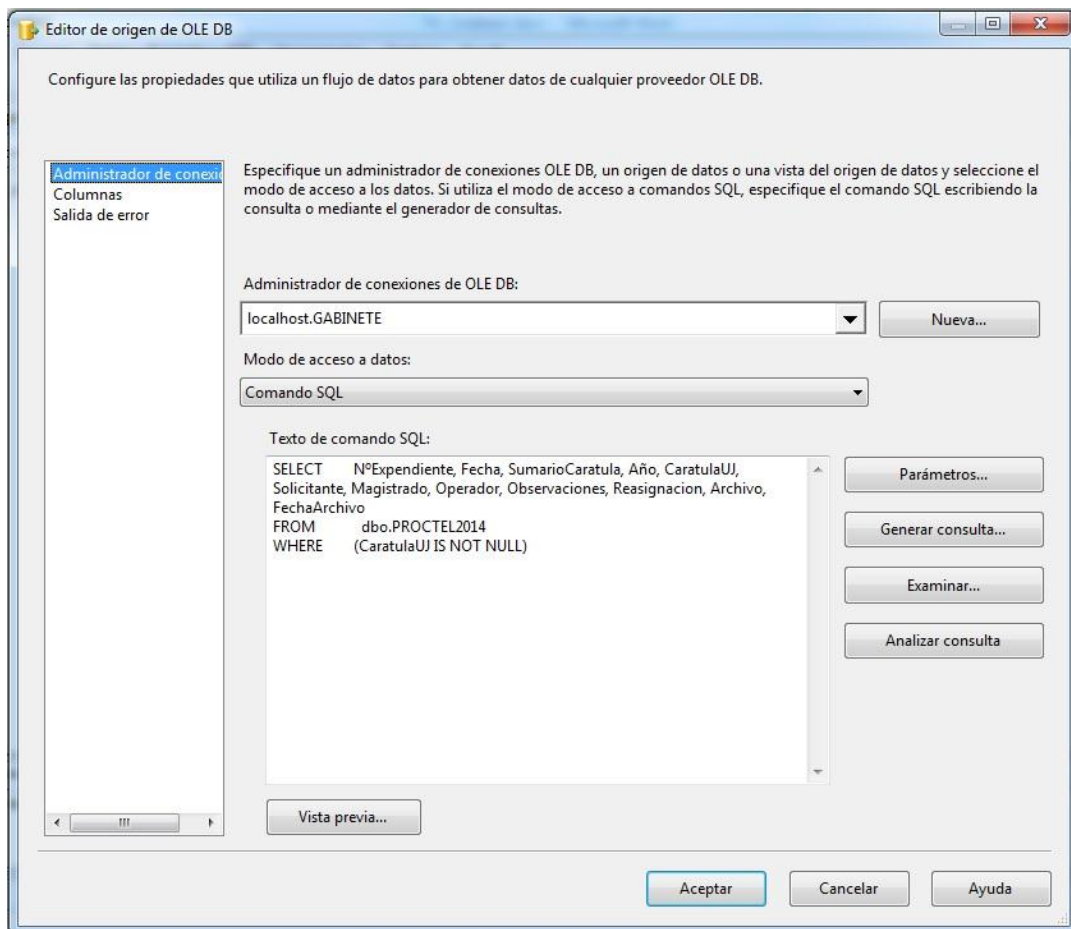 Editor de origen de OLE DB
Configure las propiedades que utiliza un flujo de datos para obtener datos de cualquier proveedor OLE DB.
Administrador de conexi
Columnas
Salida de error
Especifique un administrador de conexiones OLE DB, un origen de datos o una vista del origen de datos y seleccione el
modo de acceso a los datos. Si utiliza el modo de acceso a comandos SQL, especifique el comando SQL escribiendo la
consulta o mediante el generador de consultas.
Administrador de conexiones de OLE DB:
localhost.GABINETE
Nueva...
Modo de acceso a datos:
Comando SQL
Texto de comando SQL:
SELECT NºExpendiente, Fecha, SumarioCaratula, Año, CaratulaUJ,
Solicitante, Magistrado, Operador, Observaciones, Reasignacion, Archivo,
FechaArchivo
FROM dbo.PROCTEL2014
WHERE (CaratulaUJ IS NOT NULL)
Parámetros...
Generar consulta...
Examinar...
Analizar consulta
Vista previa...
Aceptar
Cancelar
Ayuda